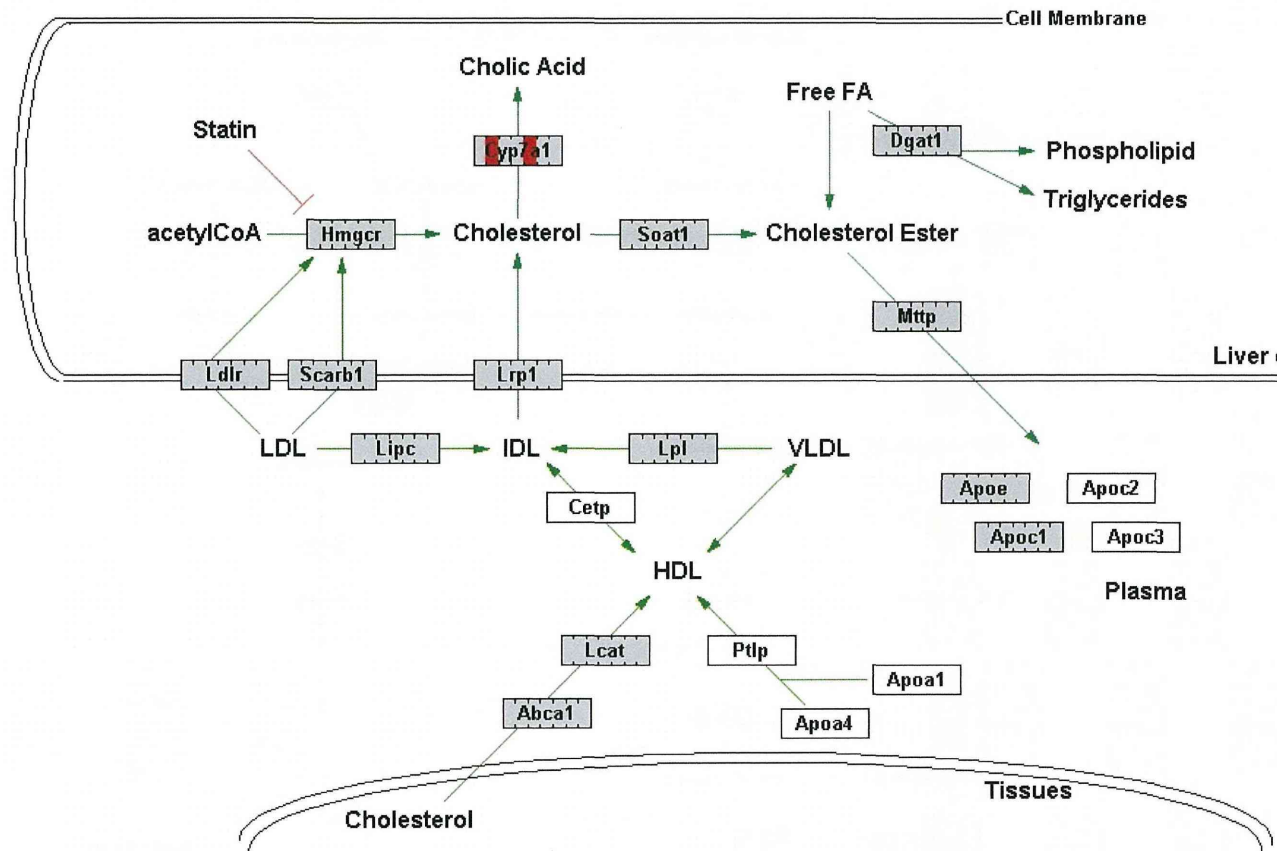 Cell Membrane
Cholic Acid
Free FA
Statin
Cyp7a1
Dgat1
Phospholipid
Triglycerides
acetylCoA
Hmgcr
Cholesterol
Soat1
Cholesterol Ester
Mttp
Liver
Ldlr
Scarb1
Lrp1
LDL
Lipc
IDL
Lpl
VLDL
Apoe
Apoc2
Cetp
Apoc1
Apoc3
HDL
Plasma
Lcat
Ptlp
Apoa1
Abca1
Apoa4
Tissues
Cholesterol